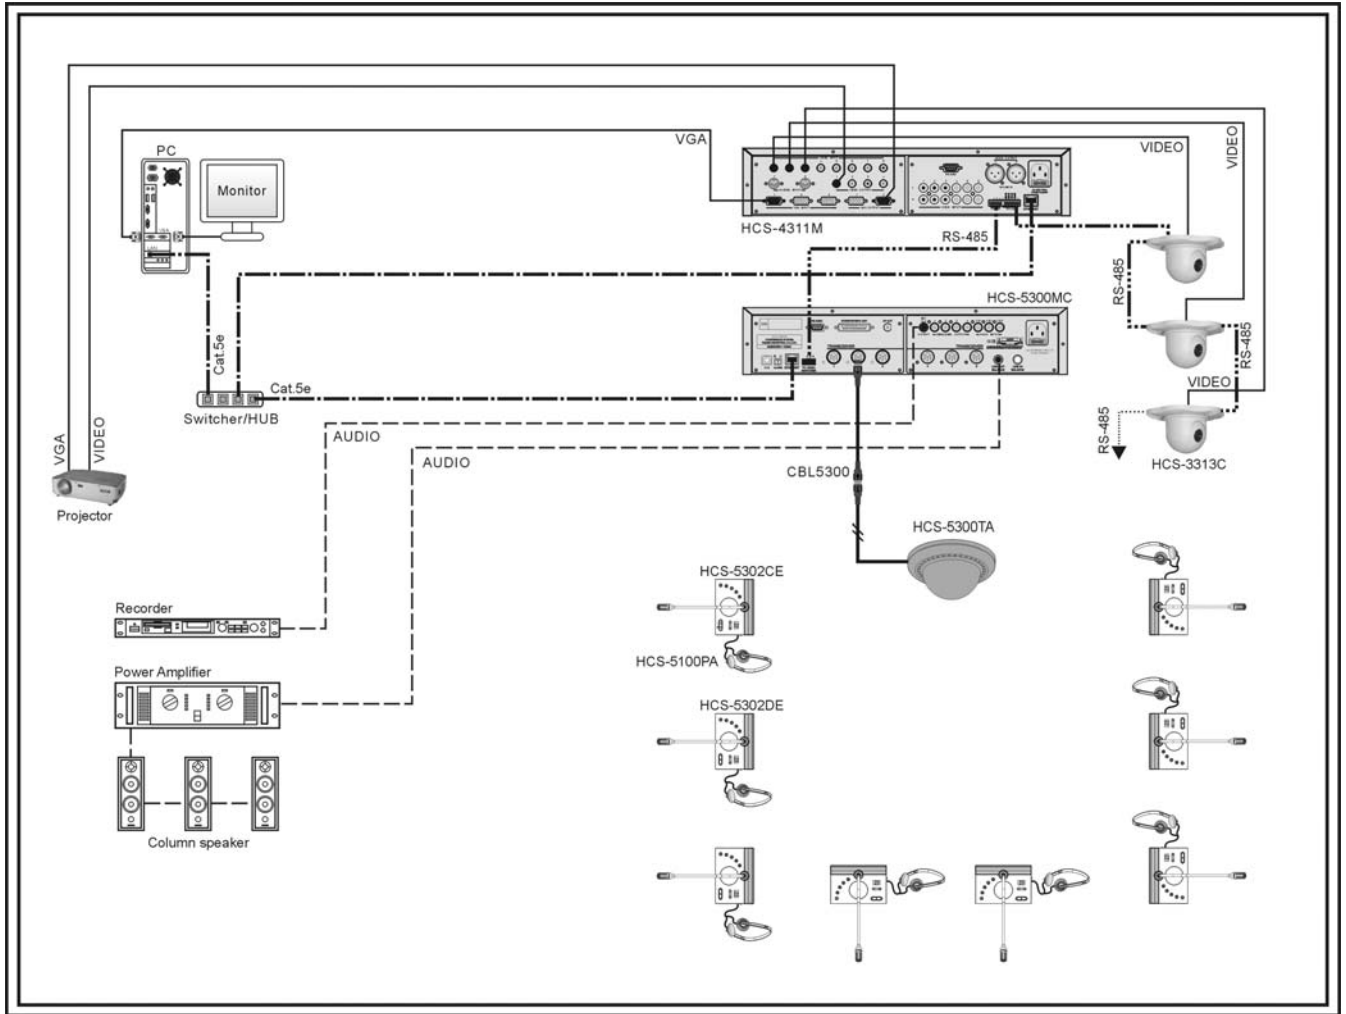 VGA
PC
Monitor
HCS-4311M
VIDEO
VIDEO
RS-485
RS-485
HCS-5300MC
RS-485
VIDEO
Cat.5e
Cat.5e
Switcher/HUB
AUDIO
AUDIO
VGA
VIDEO
Projector
CBL5300
RS-485
HCS-3313C
HCS-5300TA
HCS-5302CE
Recorder
HCS-5100PA
Power Amplifier
HCS-5302DE
Column speaker